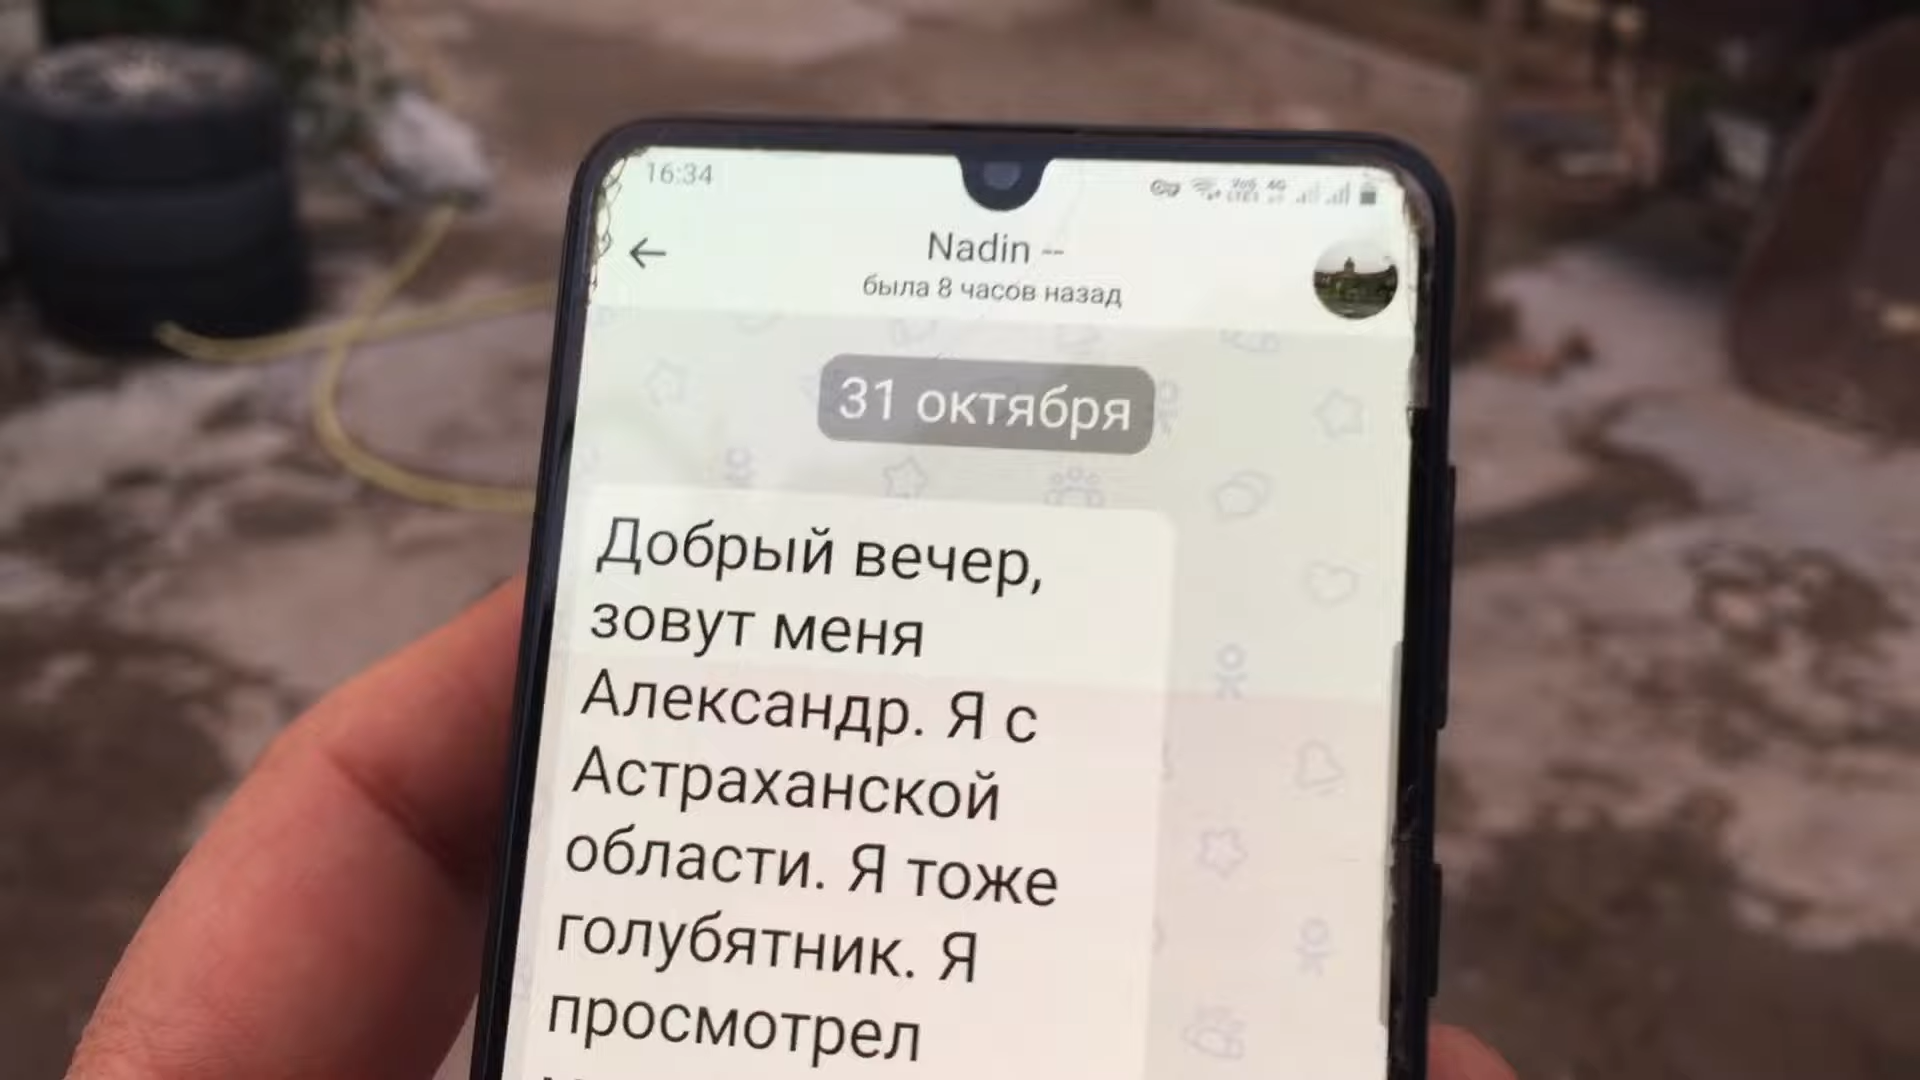 16:34
Nadin --
была 8 часов назад
31 октября
Добрый вечер,
зовут меня
Александр. Я с
Астраханской
области. Я тоже
голубятник. Я
просмотрел